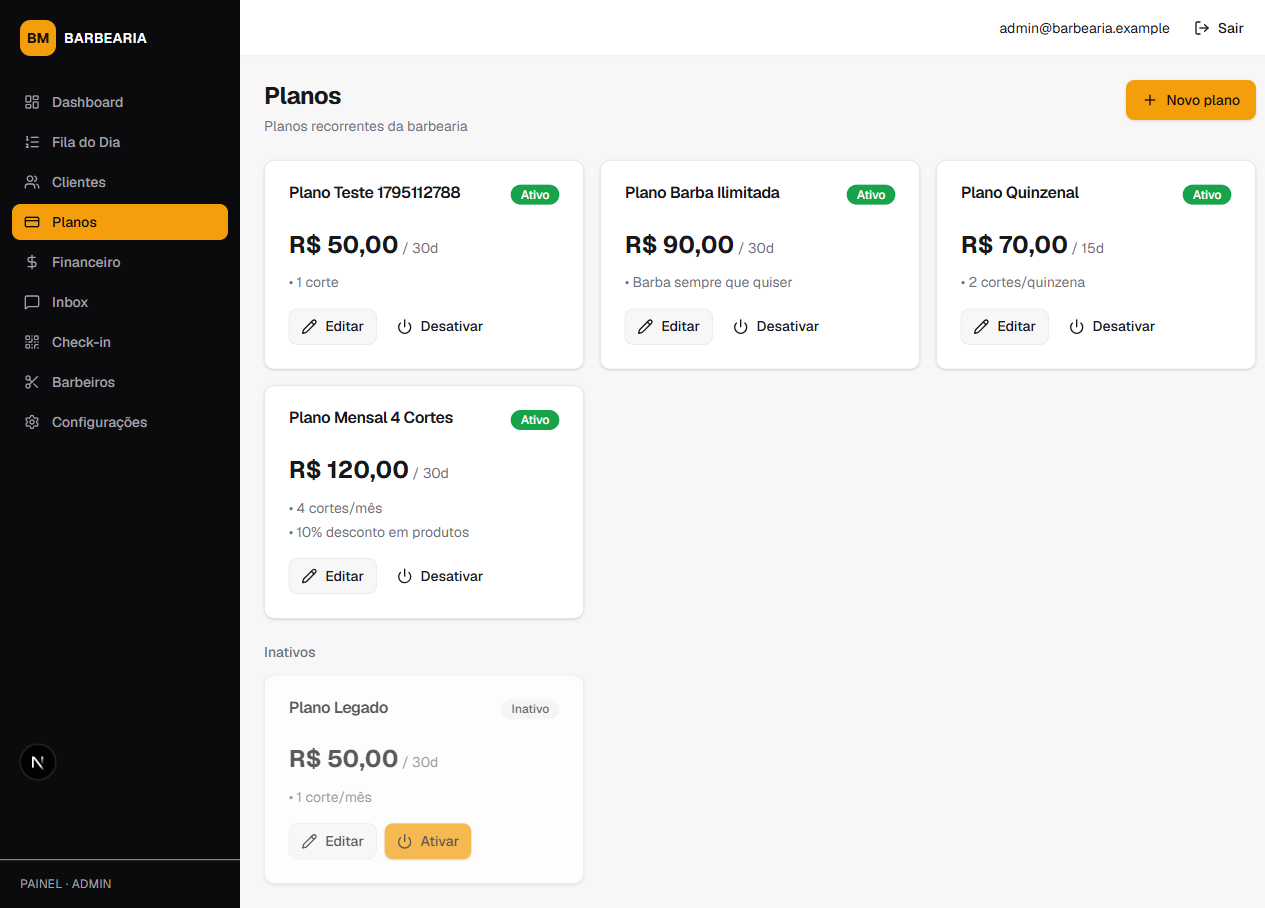 BM BARBEARIA
admin@barbearia.example Sair
Dashboard
Fila do Dia
Clientes
Planos
Financeiro
Inbox
Check-in
Barbeiros
Configurações
N
PAINEL · ADMIN
Planos
Planos recorrentes da barbearia
+ Novo plano
Plano Teste 1795112788 Ativo
R$ 50,00 / 30d
• 1 corte
Editar Desativar
Plano Barba Ilimitada Ativo
R$ 90,00 / 30d
• Barba sempre que quiser
Editar Desativar
Plano Quinzenal Ativo
R$ 70,00 / 15d
• 2 cortes/quinzena
Editar Desativar
Plano Mensal 4 Cortes Ativo
R$ 120,00 / 30d
• 4 cortes/mês
• 10% desconto em produtos
Editar Desativar
Inativos
Plano Legado Inativo
R$ 50,00 / 30d
• 1 corte/mês
Editar Ativar